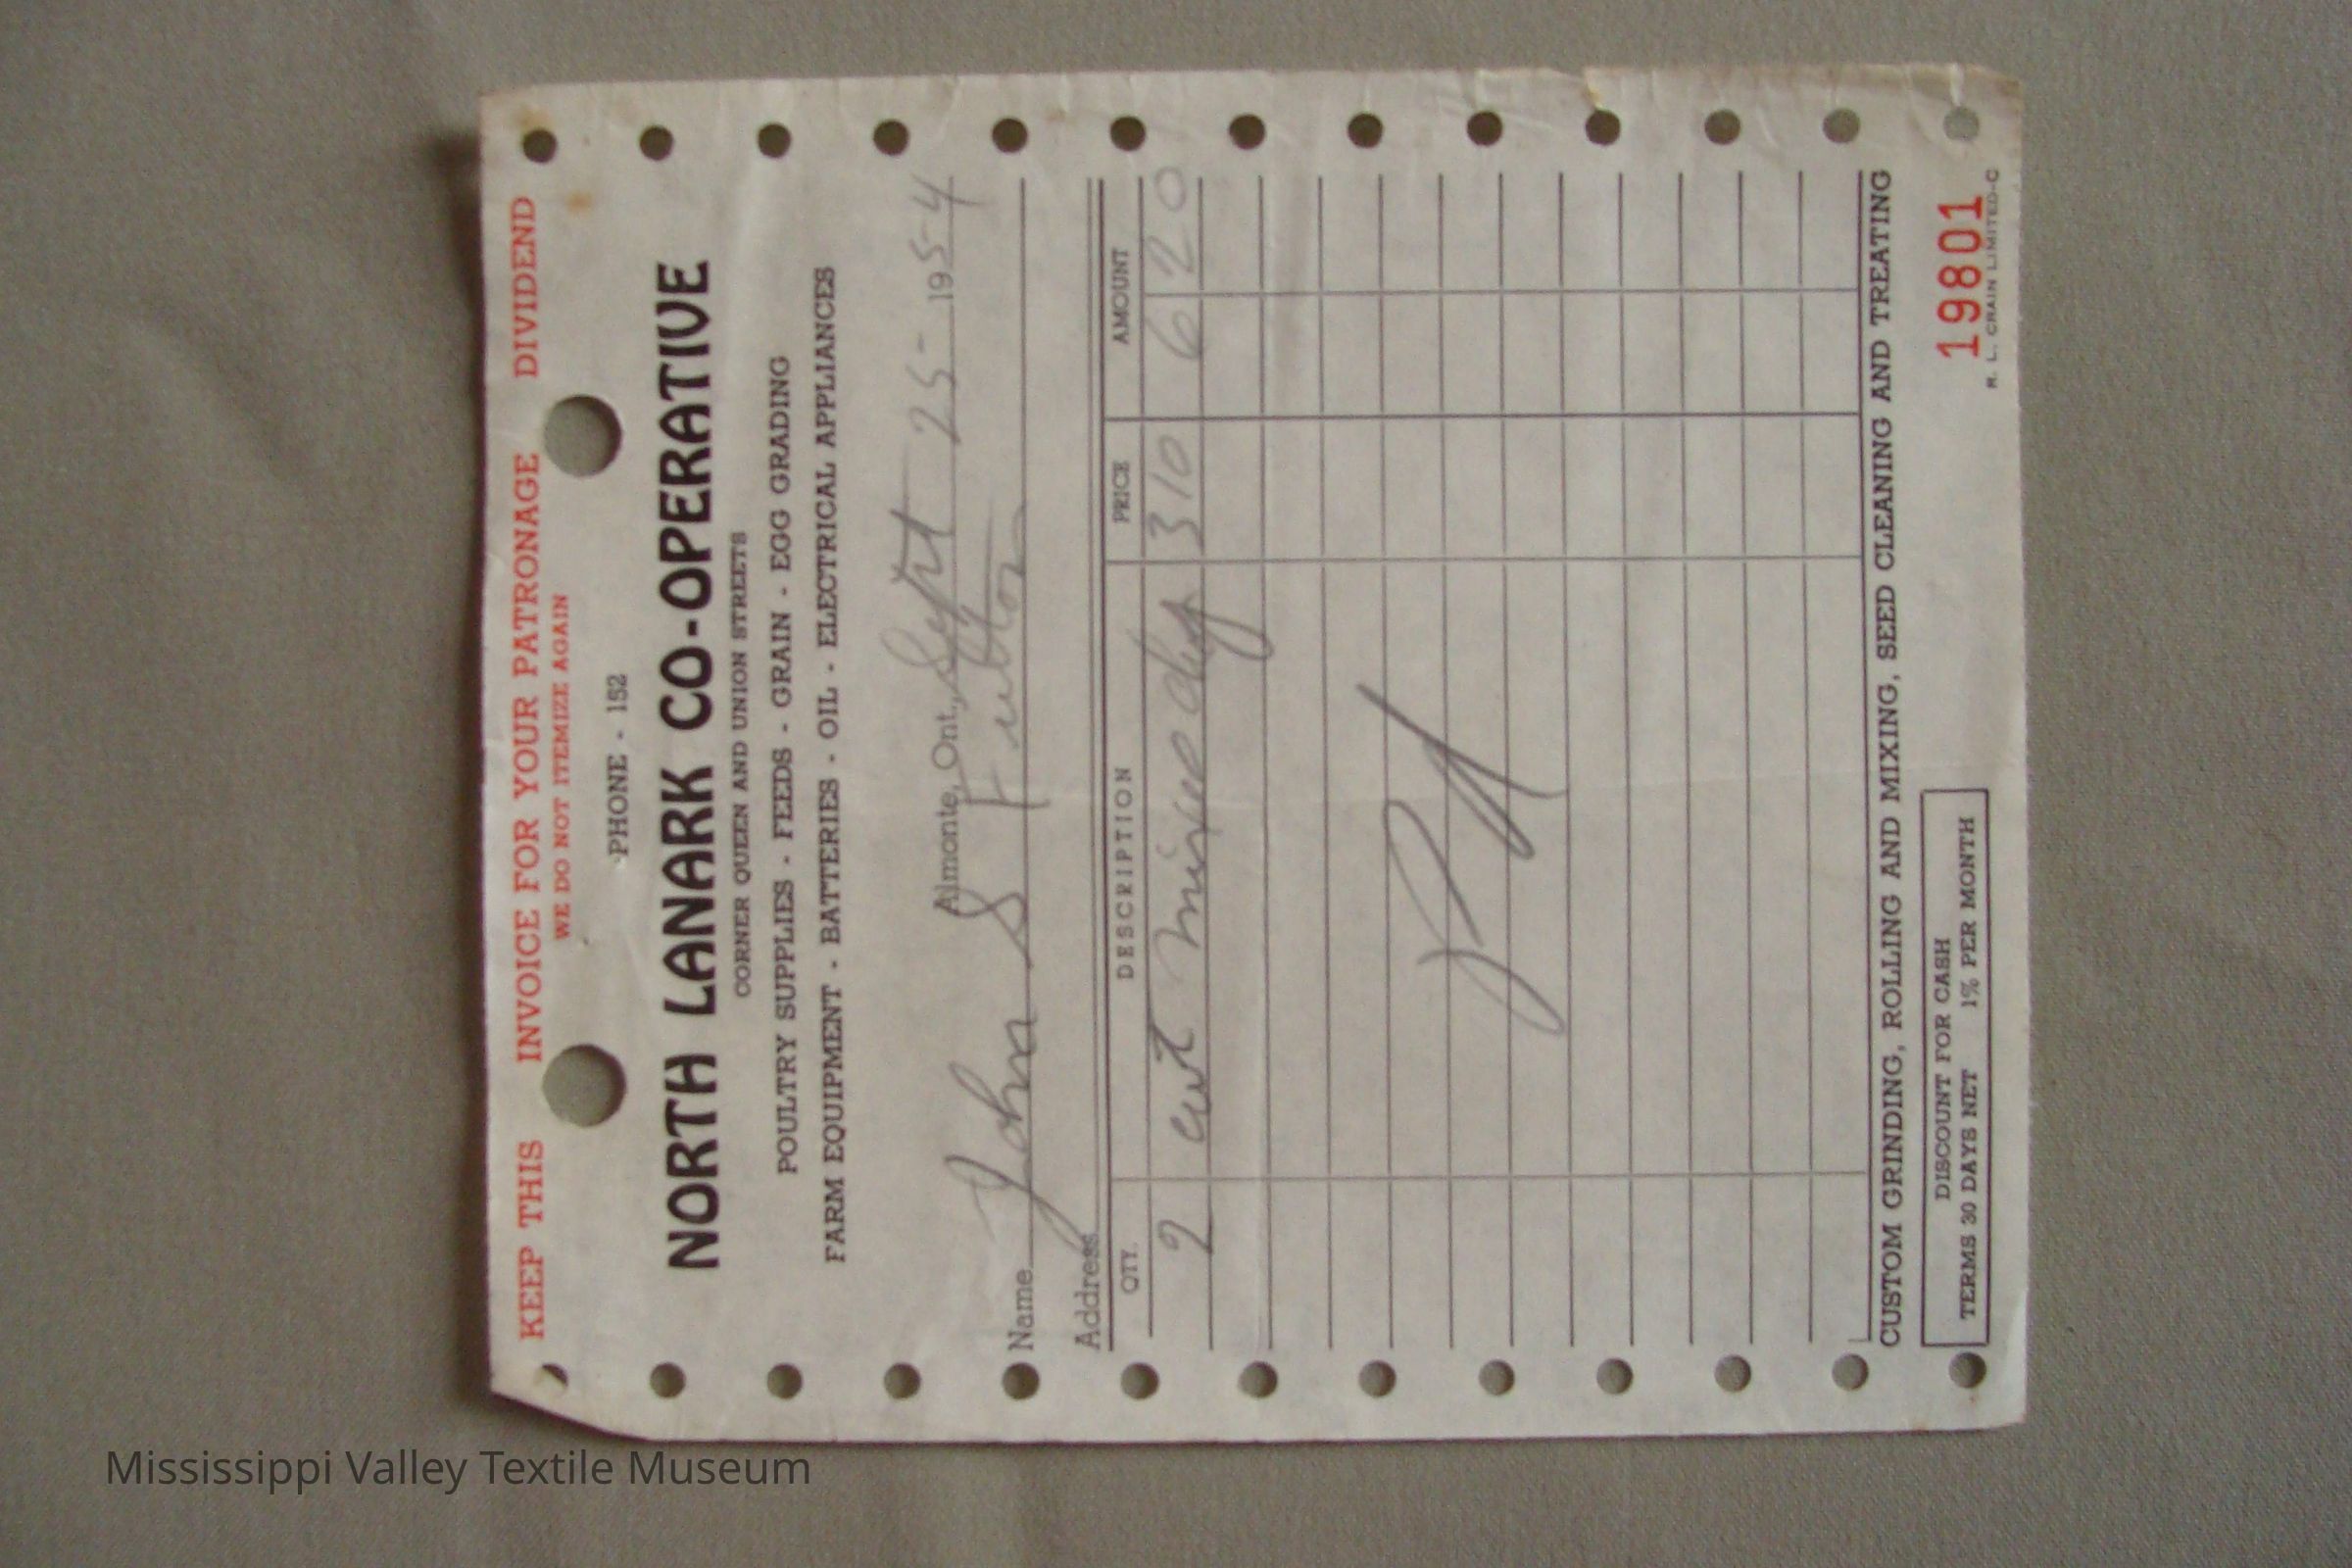 KEEP THIS INVOICE FOR YOUR PATRONAGE DIVIDEND
WE DO NOT ITEMIZE AGAIN
PHONE - 152
NORTH LANARK CO-OPERATIVE
CORNER QUEEN AND UNION STREETS
POULTRY SUPPLIES - FEEDS - GRAIN - EGG GRADING
FARM EQUIPMENT - BATTERIES - OIL - ELECTRICAL APPLIANCES
Almonte, Ont., Sept 25 - 1954
Name John S Fulton
Address
QTY. DESCRIPTION PRICE AMOUNT
2 cwt mixed 310 6 20
CUSTOM GRINDING, ROLLING AND MIXING, SEED CLEANING AND TREATING
DISCOUNT FOR CASH
TERMS 30 DAYS NET 1% PER MONTH
19801
R. L. CRAIN LIMITED-C
Mississippi Valley Textile Museum